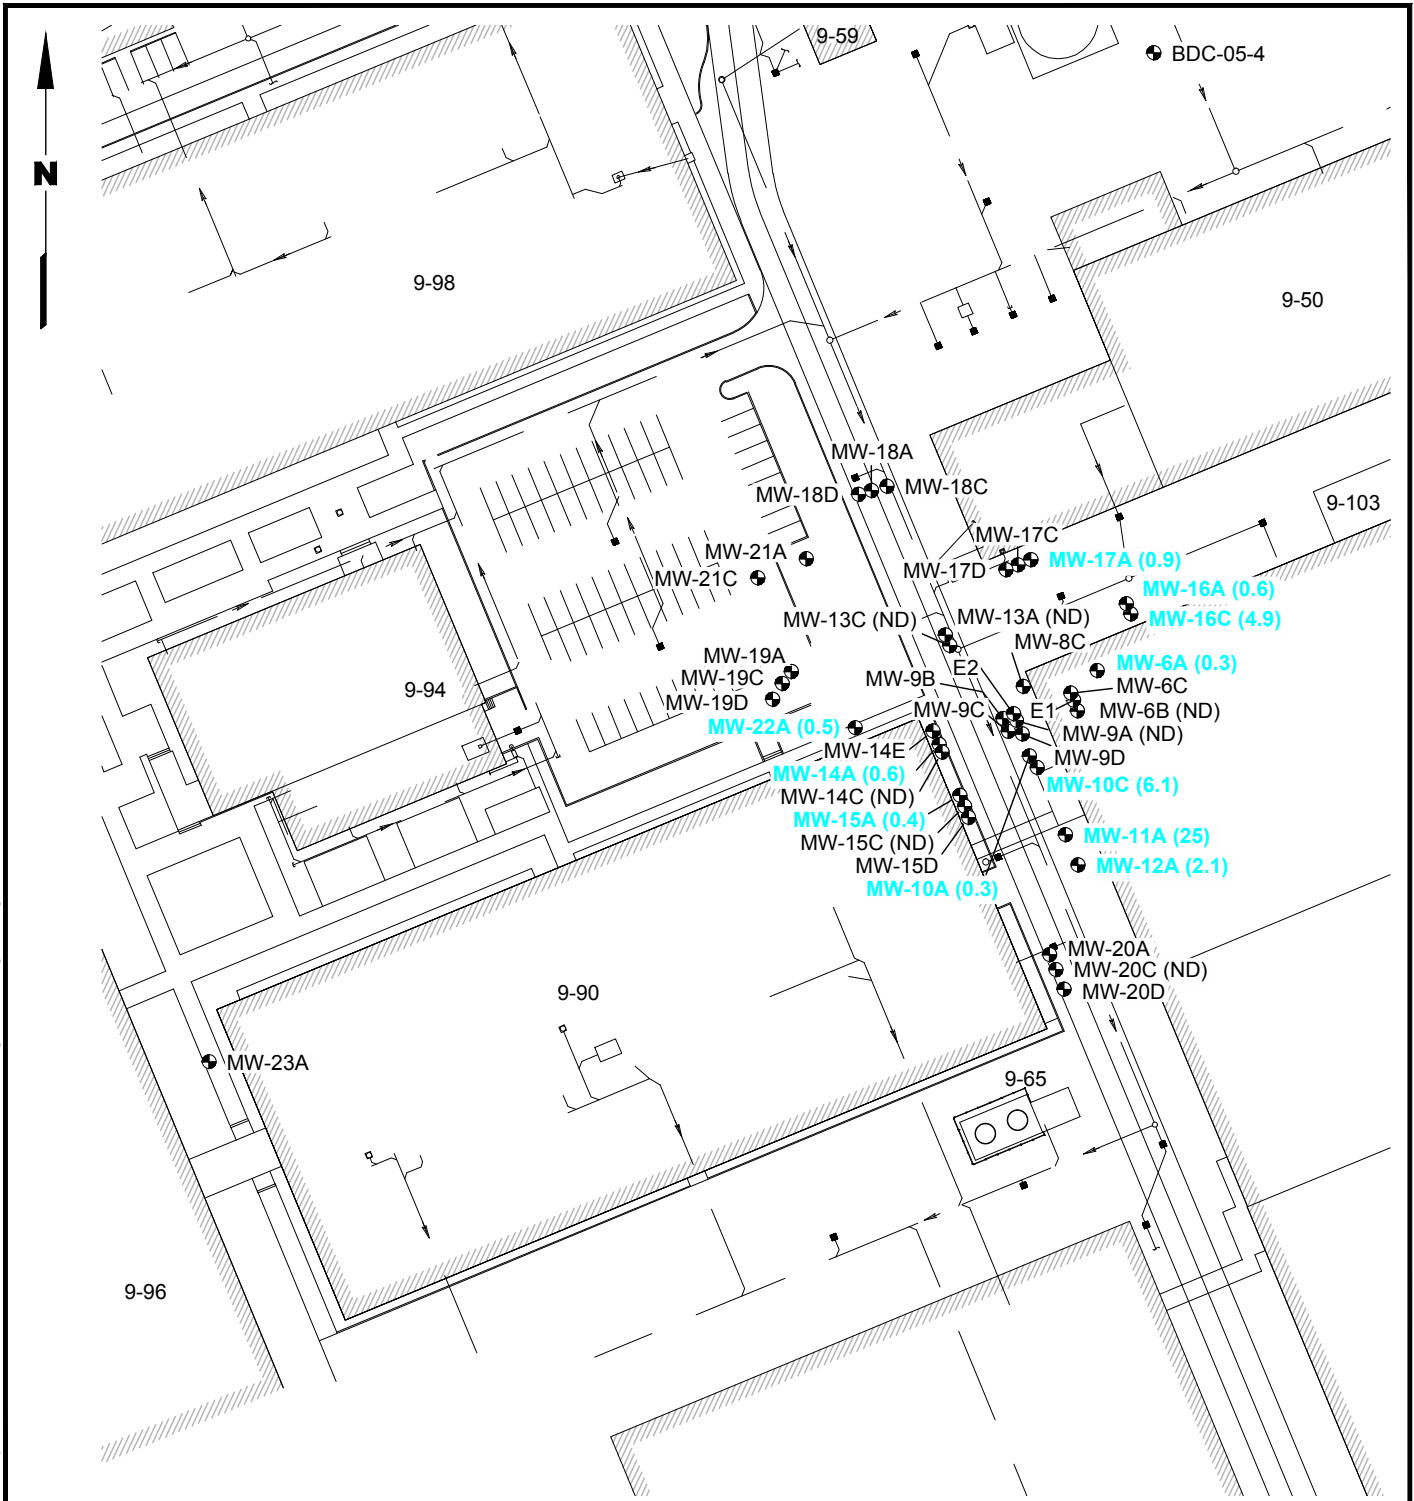 9-59
BDC-05-4
N
9-98
9-50
MW-18A
MW-18D
MW-18C
9-103
MW-17C
MW-21A
MW-17D
MW-17A (0.9)
MW-21C
MW-16A (0.6)
MW-13C (ND)
MW-13A (ND)
MW-16C (4.9)
MW-8C
MW-19A
E2
MW-6A (0.3)
MW-19C
MW-9B
MW-6C
9-94
MW-19D
MW-9C
E1
MW-6B (ND)
MW-22A (0.5)
MW-9A (ND)
MW-14E
MW-9D
MW-14A (0.6)
MW-10C (6.1)
MW-14C (ND)
MW-15A (0.4)
MW-11A (25)
MW-15C (ND)
MW-15D
MW-12A (2.1)
MW-10A (0.3)
MW-20A
MW-20C (ND)
9-90
MW-20D
MW-23A
9-65
9-96